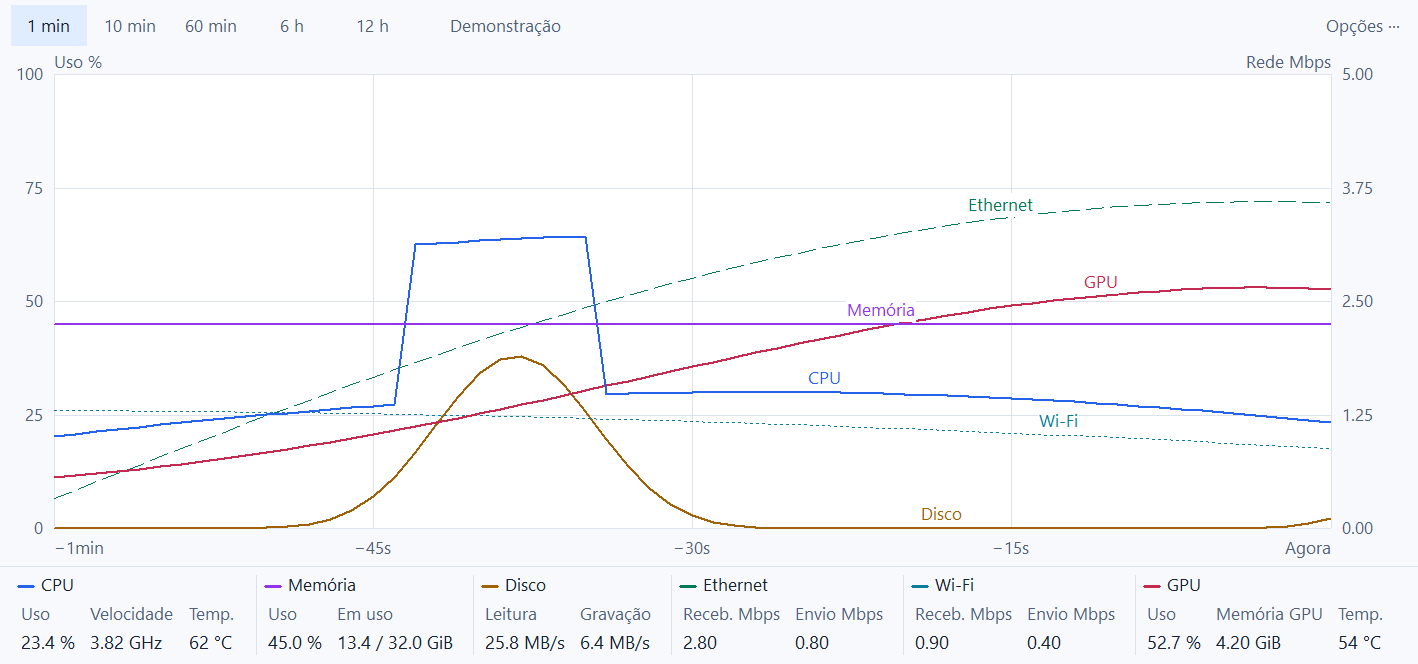 1 min 10 min 60 min 6 h 12 h Demonstração Opções ···
Uso % Rede Mbps
100 5.00
75 3.75
Ethernet
GPU
50 Memória 2.50
CPU
25 Wi-Fi 1.25
Disco
0 0.00
−1min −45s −30s −15s Agora
CPU Memória Disco Ethernet Wi-Fi GPU
Uso Velocidade Temp. Uso Em uso Leitura Gravação Receb. Mbps Envio Mbps Receb. Mbps Envio Mbps Uso Memória GPU Temp.
23.4 % 3.82 GHz 62 °C 45.0 % 13.4 / 32.0 GiB 25.8 MB/s 6.4 MB/s 2.80 0.80 0.90 0.40 52.7 % 4.20 GiB 54 °C